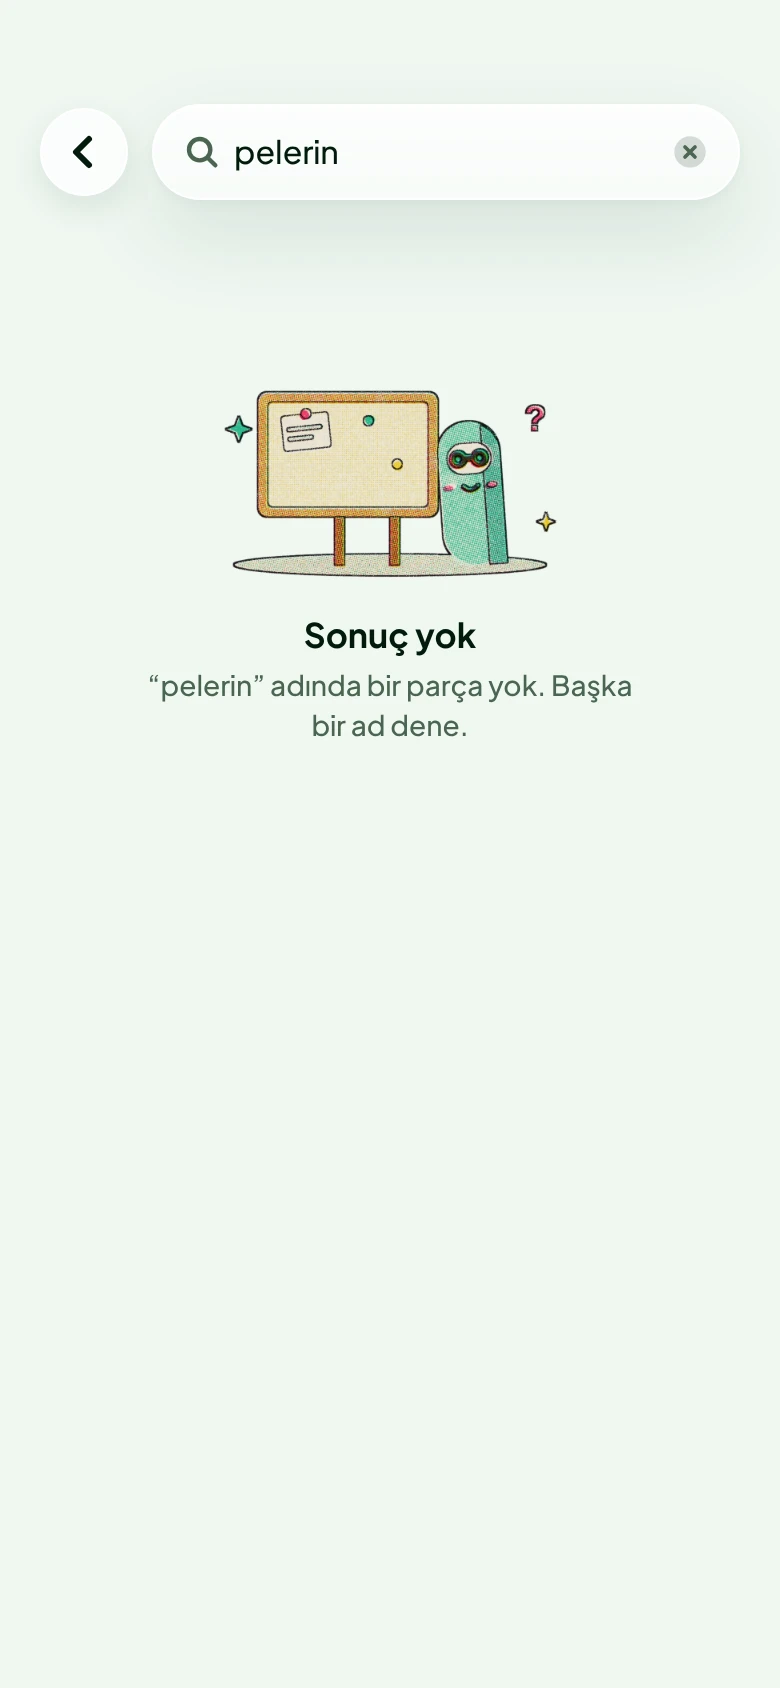 pelerin
?
Sonuç yok
“pelerin” adında bir parça yok. Başka
bir ad dene.